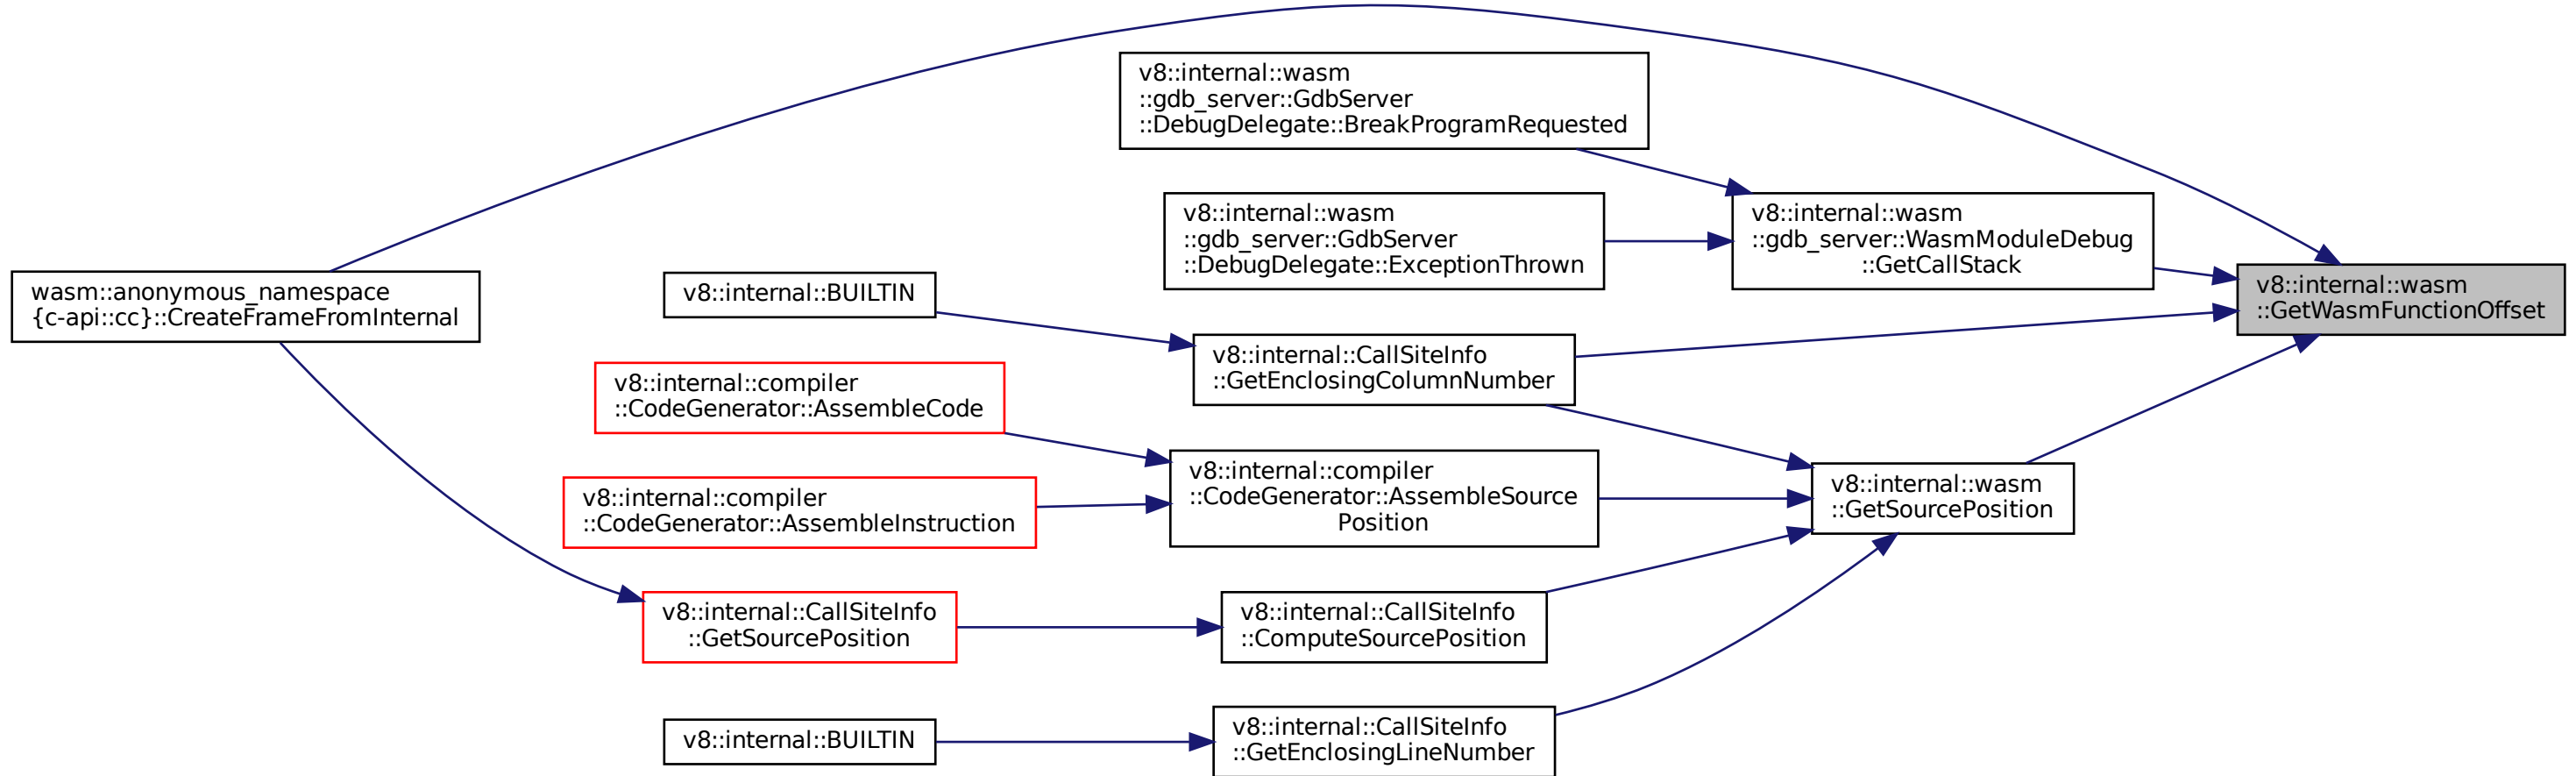 v8::internal::wasm
::gdb_server::GdbServer
::DebugDelegate::BreakProgramRequested
v8::internal::wasm
::gdb_server::GdbServer
::DebugDelegate::ExceptionThrown
v8::internal::wasm
::gdb_server::WasmModuleDebug
::GetCallStack
wasm::anonymous_namespace
{c-api::cc}::CreateFrameFromInternal
v8::internal::BUILTIN
v8::internal::wasm
::GetWasmFunctionOffset
v8::internal::CallSiteInfo
::GetEnclosingColumnNumber
v8::internal::compiler
::CodeGenerator::AssembleCode
v8::internal::compiler
::CodeGenerator::AssembleSource
Position
v8::internal::wasm
::GetSourcePosition
v8::internal::compiler
::CodeGenerator::AssembleInstruction
v8::internal::CallSiteInfo
::GetSourcePosition
v8::internal::CallSiteInfo
::ComputeSourcePosition
v8::internal::BUILTIN
v8::internal::CallSiteInfo
::GetEnclosingLineNumber